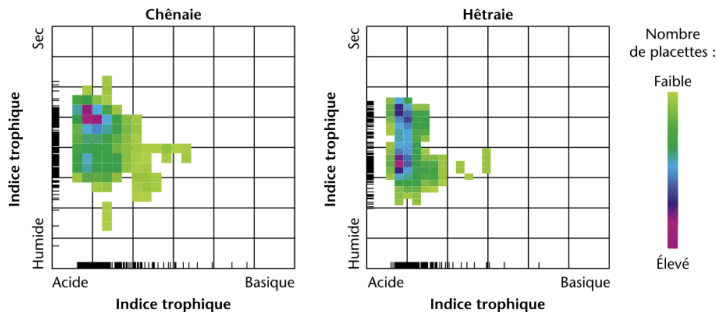 Chênaie
Sec
Indice trophique
Humide
Acide
Basique
Indice trophique
Hêtraie
Sec
Indice trophique
Humide
Acide
Basique
Indice trophique
Nombre
de placettes :
Faible
Élevé